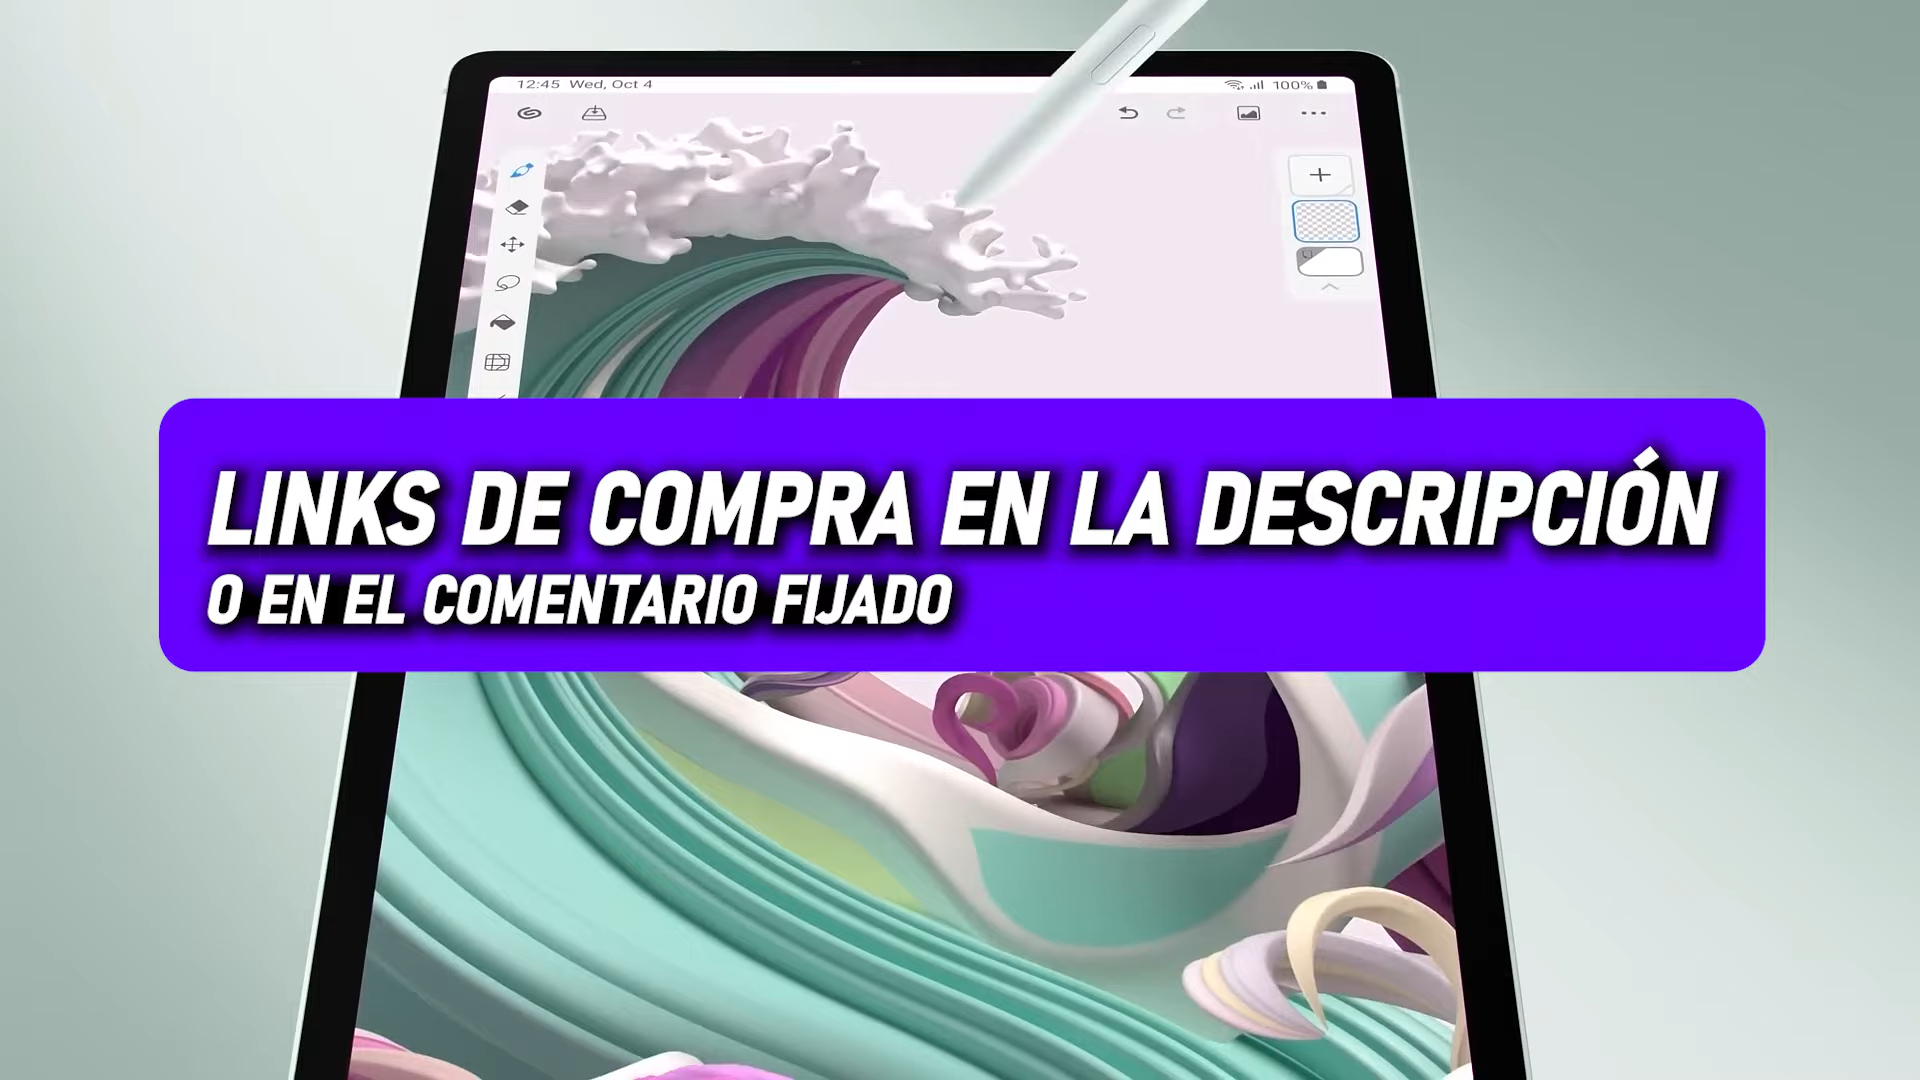 12:45 Wed, Oct 4
100%
LINKS DE COMPRA EN LA DESCRIPCIÓN
O EN EL COMENTARIO FIJADO